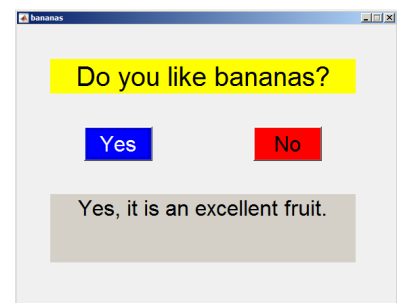 bananas
Do you like bananas?
Yes No
Yes, it is an excellent fruit.